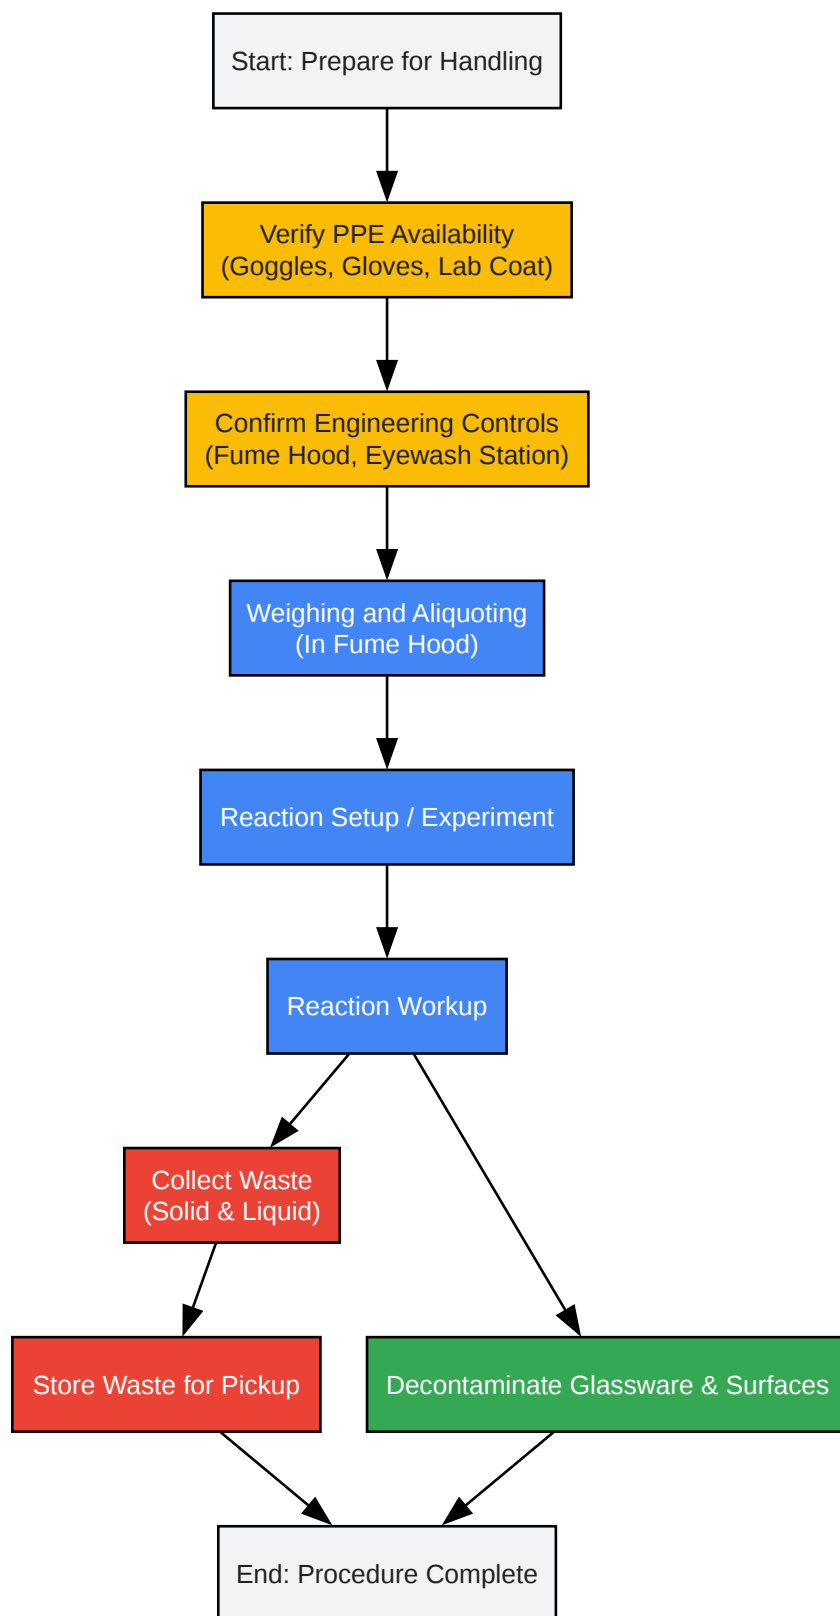 Start: Prepare for Handling
Verify PPE Availability
(Goggles, Gloves, Lab Coat)
Confirm Engineering Controls
(Fume Hood, Eyewash Station)
Weighing and Aliquoting
(In Fume Hood)
Reaction Setup / Experiment
Reaction Workup
Collect Waste
(Solid & Liquid)
Store Waste for Pickup
Decontaminate Glassware & Surfaces
End: Procedure Complete